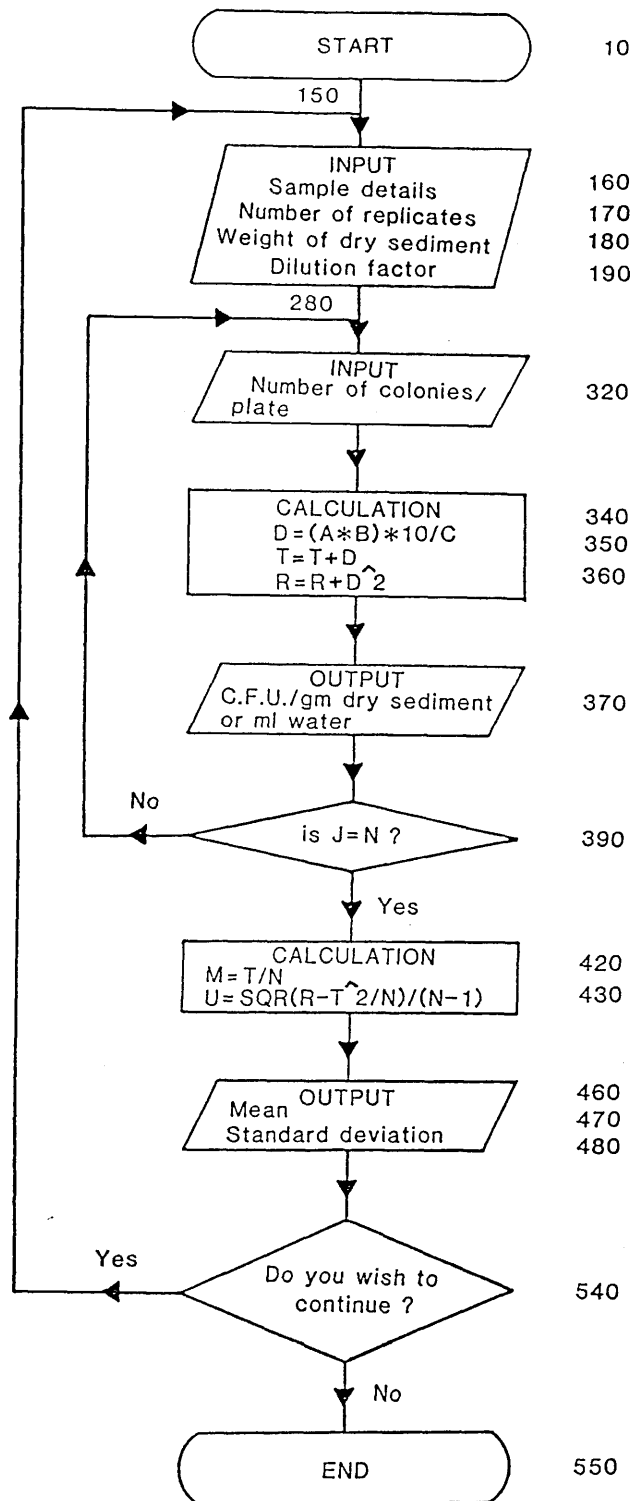 START 10
150
INPUT
Sample details 160
Number of replicates 170
Weight of dry sediment 180
Dilution factor 190
280
INPUT
Number of colonies/ 320
plate
CALCULATION
D=(A*B)*10/C 340
T=T+D 350
R=R+D^2 360
OUTPUT
C.F.U./gm dry sediment 370
or ml water
No
is J=N ? 390
Yes
CALCULATION
M=T/N 420
U=SQR(R-T^2/N)/(N-1) 430
OUTPUT 460
Mean 470
Standard deviation 480
Yes
Do you wish to 540
continue ?
No
END 550